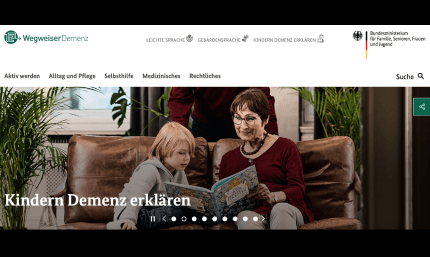 WegweiserDemenz
LEICHTE SPRACHE
GEBÄRDENSPRACHE
KINDERN DEMENZ ERKLÄREN
Bundesministerium
für Familie, Senioren, Frauen
und Jugend
Aktiv werden
Alltag und Pflege
Selbsthilfe
Medizinisches
Rechtliches
Suche
Kindern Demenz erklären